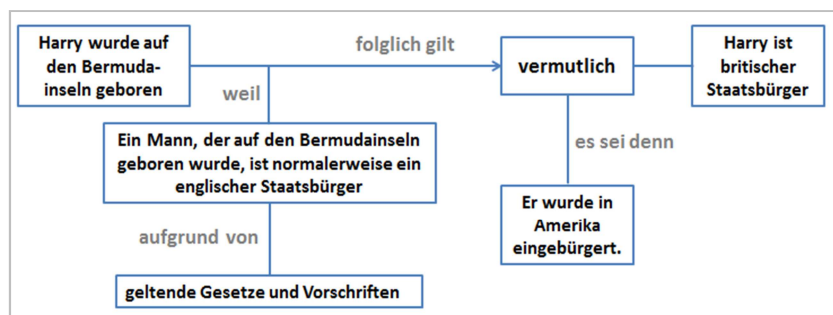 Harry wurde auf
den Bermuda-
inseln geboren
folglich gilt
vermutlich
Harry ist
britischer
Staatsbürger
weil
Ein Mann, der auf den Bermudainseln
geboren wurde, ist normalerweise ein
englischer Staatsbürger
es sei denn
Er wurde in
Amerika
eingebürgert.
aufgrund von
geltende Gesetze und Vorschriften